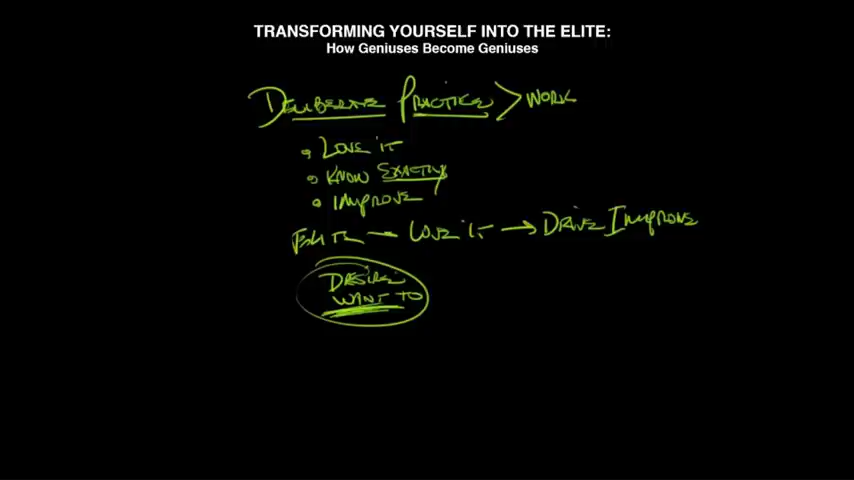 TRANSFORMING YOURSELF INTO THE ELITE:
How Geniuses Become Geniuses
DELIBERATE PRACTICE > WORK
• LOVE IT
• KNOW EXACTLY
• IMPROVE
ELITE — LOVE IT → DRIVE IMPROVE
DESIRE
WANT TO